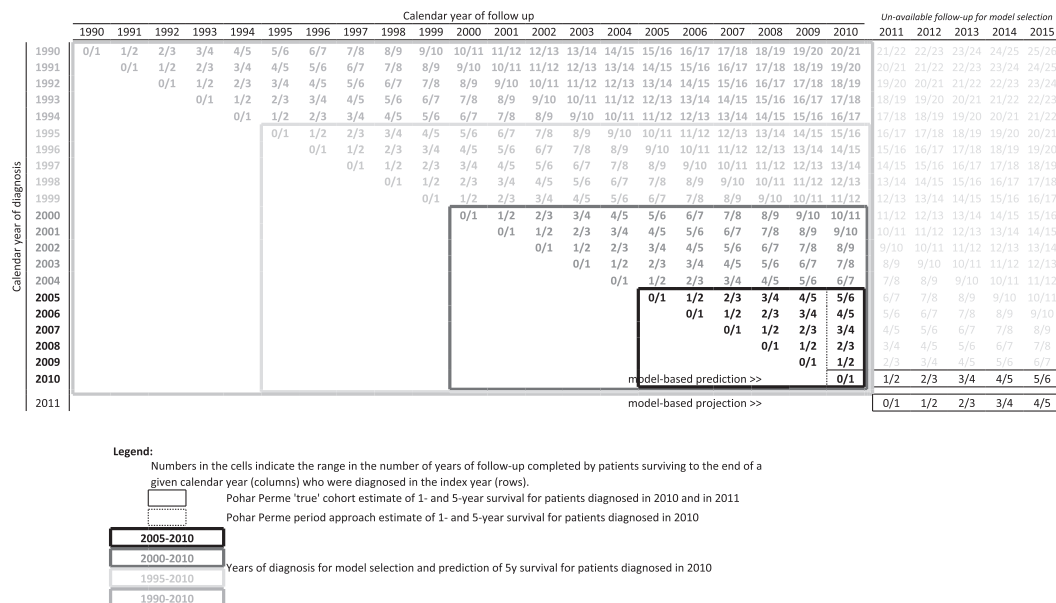 Calendar year of follow up
Un-available follow-up for model selection
1990 1991 1992 1993 1994 1995 1996 1997 1998 1999 2000 2001 2002 2003 2004 2005 2006 2007 2008 2009 2010 2011 2012 2013 2014 2015
Calendar year of diagnosis
1990 0/1 1/2 2/3 3/4 4/5 5/6 6/7 7/8 8/9 9/10 10/11 11/12 12/13 13/14 14/15 15/16 16/17 17/18 18/19 19/20 20/21 21/22 22/23 23/24 24/25 25/26
1991 0/1 1/2 2/3 3/4 4/5 5/6 6/7 7/8 8/9 9/10 10/11 11/12 12/13 13/14 14/15 15/16 16/17 17/18 18/19 19/20 20/21 21/22 22/23 23/24 24/25
1992 0/1 1/2 2/3 3/4 4/5 5/6 6/7 7/8 8/9 9/10 10/11 11/12 12/13 13/14 14/15 15/16 16/17 17/18 18/19 19/20 20/21 21/22 22/23 23/24
1993 0/1 1/2 2/3 3/4 4/5 5/6 6/7 7/8 8/9 9/10 10/11 11/12 12/13 13/14 14/15 15/16 16/17 17/18 18/19 19/20 20/21 21/22 22/23
1994 0/1 1/2 2/3 3/4 4/5 5/6 6/7 7/8 8/9 9/10 10/11 11/12 12/13 13/14 14/15 15/16 16/17 17/18 18/19 19/20 20/21 21/22
1995 0/1 1/2 2/3 3/4 4/5 5/6 6/7 7/8 8/9 9/10 10/11 11/12 12/13 13/14 14/15 15/16 16/17 17/18 18/19 19/20 20/21
1996 0/1 1/2 2/3 3/4 4/5 5/6 6/7 7/8 8/9 9/10 10/11 11/12 12/13 13/14 14/15 15/16 16/17 17/18 18/19 19/20
1997 0/1 1/2 2/3 3/4 4/5 5/6 6/7 7/8 8/9 9/10 10/11 11/12 12/13 13/14 14/15 15/16 16/17 17/18 18/19
1998 0/1 1/2 2/3 3/4 4/5 5/6 6/7 7/8 8/9 9/10 10/11 11/12 12/13 13/14 14/15 15/16 16/17 17/18
1999 0/1 1/2 2/3 3/4 4/5 5/6 6/7 7/8 8/9 9/10 10/11 11/12 12/13 13/14 14/15 15/16 16/17
2000 0/1 1/2 2/3 3/4 4/5 5/6 6/7 7/8 8/9 9/10 10/11 11/12 12/13 13/14 14/15 15/16
2001 0/1 1/2 2/3 3/4 4/5 5/6 6/7 7/8 8/9 9/10 10/11 11/12 12/13 13/14 14/15
2002 0/1 1/2 2/3 3/4 4/5 5/6 6/7 7/8 8/9 9/10 10/11 11/12 12/13 13/14
2003 0/1 1/2 2/3 3/4 4/5 5/6 6/7 7/8 8/9 9/10 10/11 11/12 12/13
2004 0/1 1/2 2/3 3/4 4/5 5/6 6/7 7/8 8/9 9/10 10/11 11/12
2005 0/1 1/2 2/3 3/4 4/5 5/6 6/7 7/8 8/9 9/10 10/11
2006 0/1 1/2 2/3 3/4 4/5 5/6 6/7 7/8 8/9 9/10
2007 0/1 1/2 2/3 3/4 4/5 5/6 6/7 7/8 8/9
2008 0/1 1/2 2/3 3/4 4/5 5/6 6/7 7/8
2009 0/1 1/2 2/3 3/4 4/5 5/6 6/7
2010 model-based prediction >> 0/1 1/2 2/3 3/4 4/5 5/6
2011 model-based projection >> 0/1 1/2 2/3 3/4 4/5
Legend:
Numbers in the cells indicate the range in the number of years of follow-up completed by patients surviving to the end of a
given calendar year (columns) who were diagnosed in the index year (rows).
Pohar Perme 'true' cohort estimate of 1- and 5-year survival for patients diagnosed in 2010 and in 2011
Pohar Perme period approach estimate of 1- and 5-year survival for patients diagnosed in 2010
2005-2010
2000-2010
Years of diagnosis for model selection and prediction of 5y survival for patients diagnosed in 2010
1995-2010
1990-2010